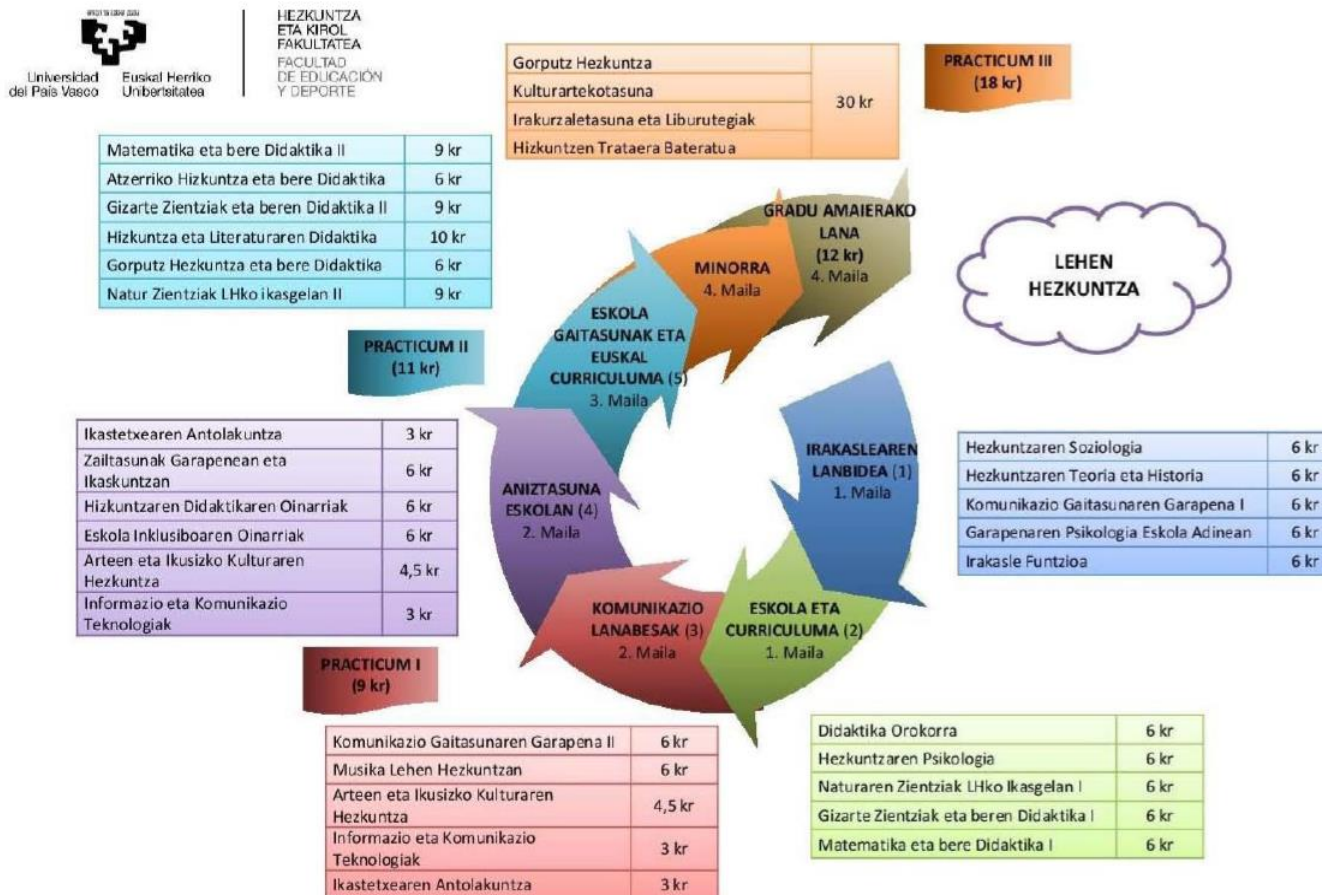 Universidad del País Vasco
Euskal Herriko Unibertsitatea
HEZKUNTZA
ETA KIROL
FAKULTATEA
FACULTAD
DE EDUCACIÓN
Y DEPORTE
Gorputz Hezkuntza
Kulturartekotasuna
Irakurzaletasuna eta Liburutegiak
Hizkuntzen Trataera Bateratua
30 kr
PRACTICUM III
(18 kr)
Matematika eta bere Didaktika II 9 kr
Atzerriko Hizkuntza eta bere Didaktika 6 kr
Gizarte Zientziak eta beren Didaktika II 9 kr
Hizkuntza eta Literaturaren Didaktika 10 kr
Gorputz Hezkuntza eta bere Didaktika 6 kr
Natur Zientziak LHko ikasgelan II 9 kr
GRADU AMAIERAKO
LANA
(12 kr)
4. Maila
MINORRA
4. Maila
LEHEN
HEZKUNTZA
ESKOLA
GAITASUNAK ETA
EUSKAL
CURRICULUMA (5)
3. Maila
PRACTICUM II
(11 kr)
Ikastetxearen Antolakuntza 3 kr
Zailtasunak Garapenean eta
Ikaskuntzan 6 kr
Hizkuntzaren Didaktikaren Oinarriak 6 kr
Eskola Inklusiboaren Oinarriak 6 kr
Arteen eta Ikusizko Kulturaren
Hezkuntza 4,5 kr
Informazio eta Komunikazio
Teknologiak 3 kr
ANIZTASUNA
ESKOLAN (4)
2. Maila
IRAKASLEAREN
LANBIDEA (1)
1. Maila
Hezkuntzaren Soziologia 6 kr
Hezkuntzaren Teoria eta Historia 6 kr
Komunikazio Gaitasunaren Garapena I 6 kr
Garapenaren Psikologia Eskola Adinean 6 kr
Irakasle Funtzioa 6 kr
KOMUNIKAZIO
LANABESAK (3)
2. Maila
ESKOLA ETA
CURRICULUMA (2)
1. Maila
PRACTICUM I
(9 kr)
Komunikazio Gaitasunaren Garapena II 6 kr
Musika Lehen Hezkuntzan 6 kr
Arteen eta Ikusizko Kulturaren
Hezkuntza 4,5 kr
Informazio eta Komunikazio
Teknologiak 3 kr
Ikastetxearen Antolakuntza 3 kr
Didaktika Orokorra 6 kr
Hezkuntzaren Psikologia 6 kr
Naturaren Zientziak LHko Ikasgelan I 6 kr
Gizarte Zientziak eta beren Didaktika I 6 kr
Matematika eta bere Didaktika I 6 kr